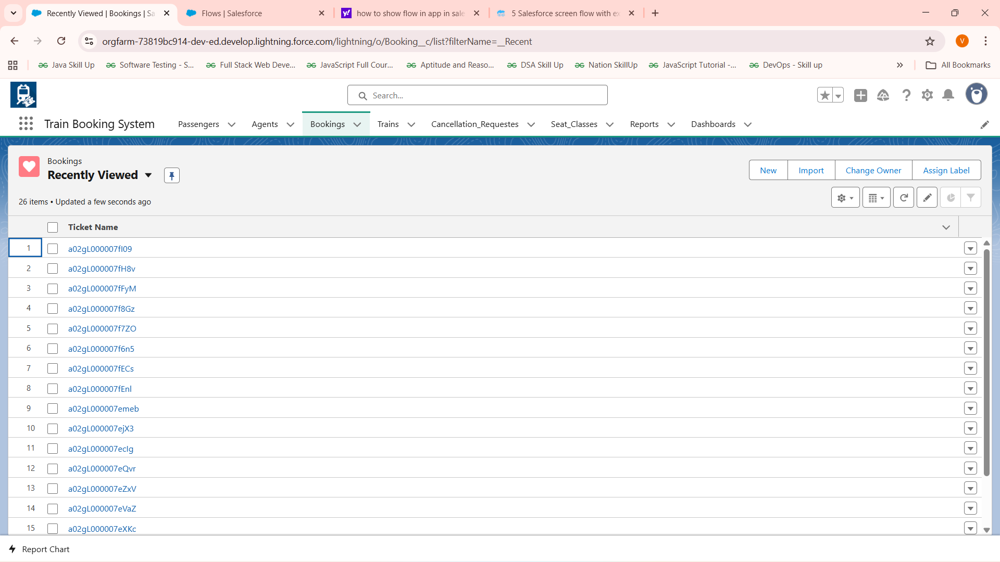 Recently Viewed | Bookings | Sa
Flows | Salesforce
how to show flow in app in sale
5 Salesforce screen flow with ex
orgfarm-73819bc914-dev-ed.develop.lightning.force.com/lightning/o/Booking__c/list?filterName=__Recent
V
Java Skill Up
Software Testing - S...
Full Stack Web Deve...
JavaScript Full Cour...
Aptitude and Reaso...
DSA Skill Up
Nation SkillUp
JavaScript Tutorial -...
DevOps - Skill up
All Bookmarks
Search...
Train Booking System
Passengers
Agents
Bookings
Trains
Cancellation_Requestes
Seat_Classes
Reports
Dashboards
Bookings
Recently Viewed
New
Import
Change Owner
Assign Label
26 items • Updated a few seconds ago
Ticket Name
1 a02gL000007fI09
2 a02gL000007fH8v
3 a02gL000007fFyM
4 a02gL000007f8Gz
5 a02gL000007f7ZO
6 a02gL000007f6n5
7 a02gL000007fECs
8 a02gL000007fEnl
9 a02gL000007emeb
10 a02gL000007ejX3
11 a02gL000007ecIg
12 a02gL000007eQvr
13 a02gL000007eZxV
14 a02gL000007eVaZ
15 a02gL000007eXKc
Report Chart